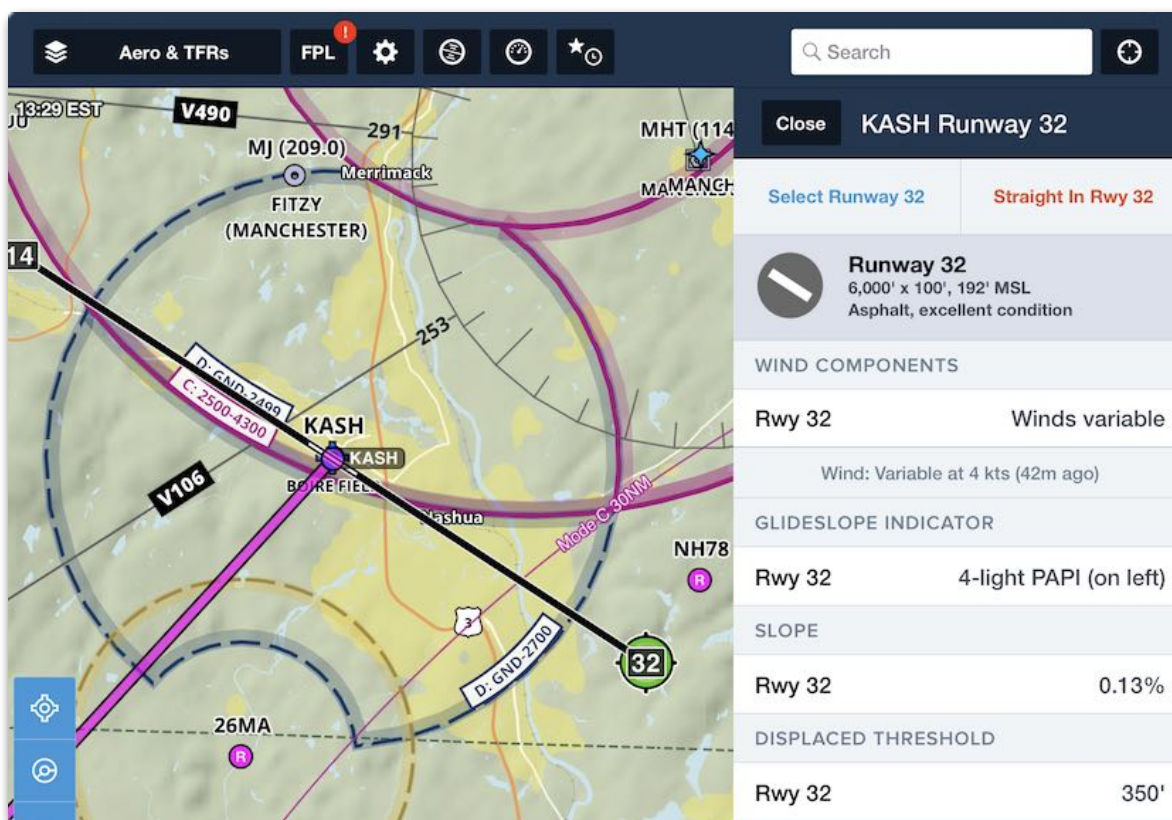 Aero & TFRs
FPL
!
Search
13:29 EST
V490
291
MJ (209.0)
Merrimack
FITZY
(MANCHESTER)
MHT (114
MANCH
14
253
D: GND-2499
C: 2500-4300
KASH
KASH
BOIRE FIEL
V106
Nashua
Mode C 30NM
NH78
R
3
D: GND-2700
32
26MA
R
Close
KASH Runway 32
Select Runway 32
Straight In Rwy 32
Runway 32
6,000' x 100', 192' MSL
Asphalt, excellent condition
WIND COMPONENTS
Rwy 32 Winds variable
Wind: Variable at 4 kts (42m ago)
GLIDESLOPE INDICATOR
Rwy 32 4-light PAPI (on left)
SLOPE
Rwy 32 0.13%
DISPLACED THRESHOLD
Rwy 32 350'